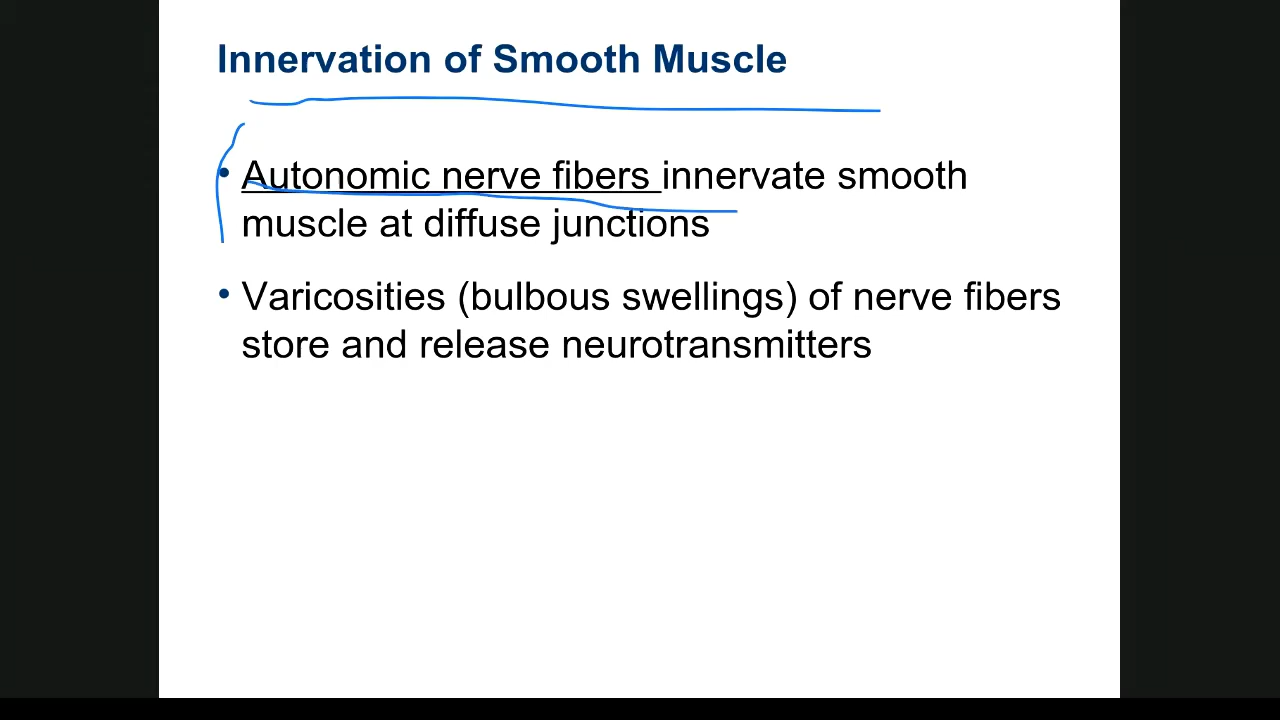 Innervation of Smooth Muscle
• Autonomic nerve fibers innervate smooth
muscle at diffuse junctions
• Varicosities (bulbous swellings) of nerve fibers
store and release neurotransmitters